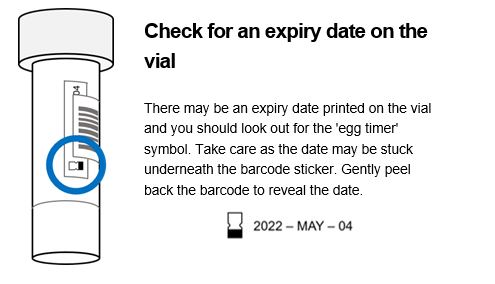 Check for an expiry date on the
vial
There may be an expiry date printed on the vial
and you should look out for the 'egg timer'
symbol. Take care as the date may be stuck
underneath the barcode sticker. Gently peel
back the barcode to reveal the date.
2022 – MAY – 04